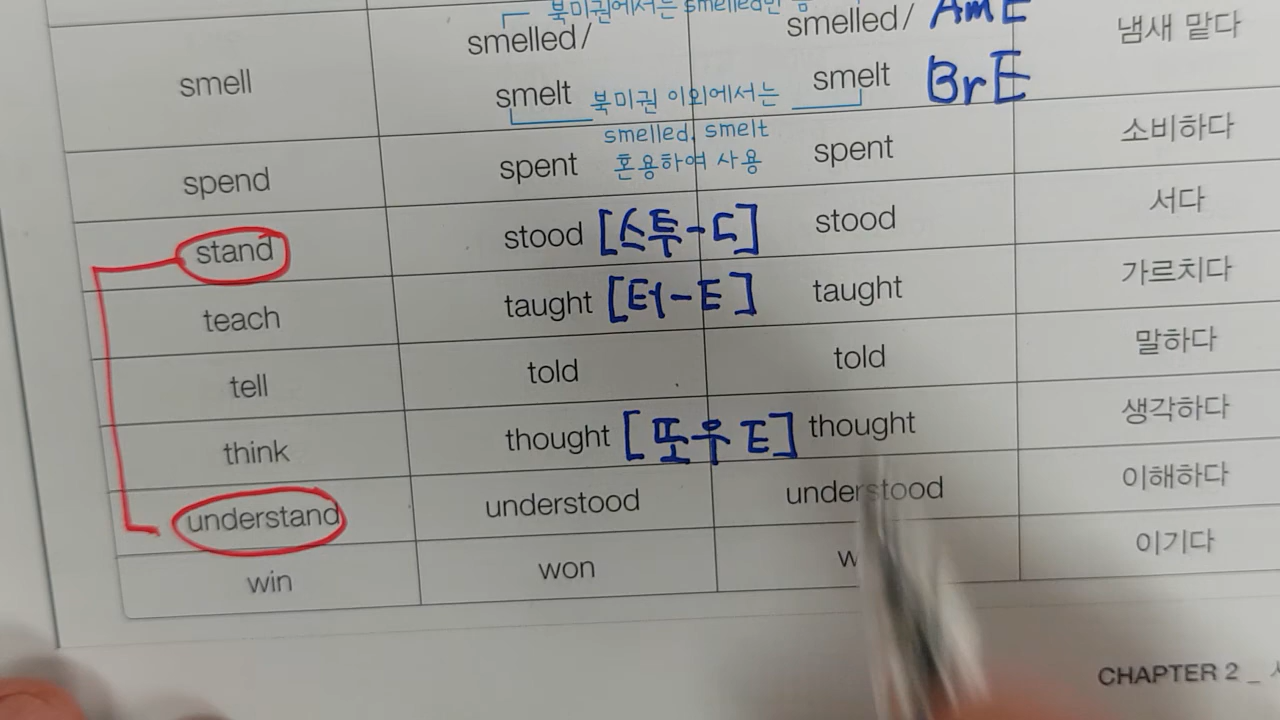 북미권에서는 smelled만
smell smelled/ smelled/ AmE 냄새 맡다
smelt smelt BrE
북미권 이외에서는
smelled, smelt
혼용하여 사용
spend spent spent 소비하다
stand stood [스투-드] stood 서다
teach taught [터-트] taught 가르치다
tell told told 말하다
think thought [또우트] thought 생각하다
understand understood understood 이해하다
win won 이기다
CHAPTER 2 _